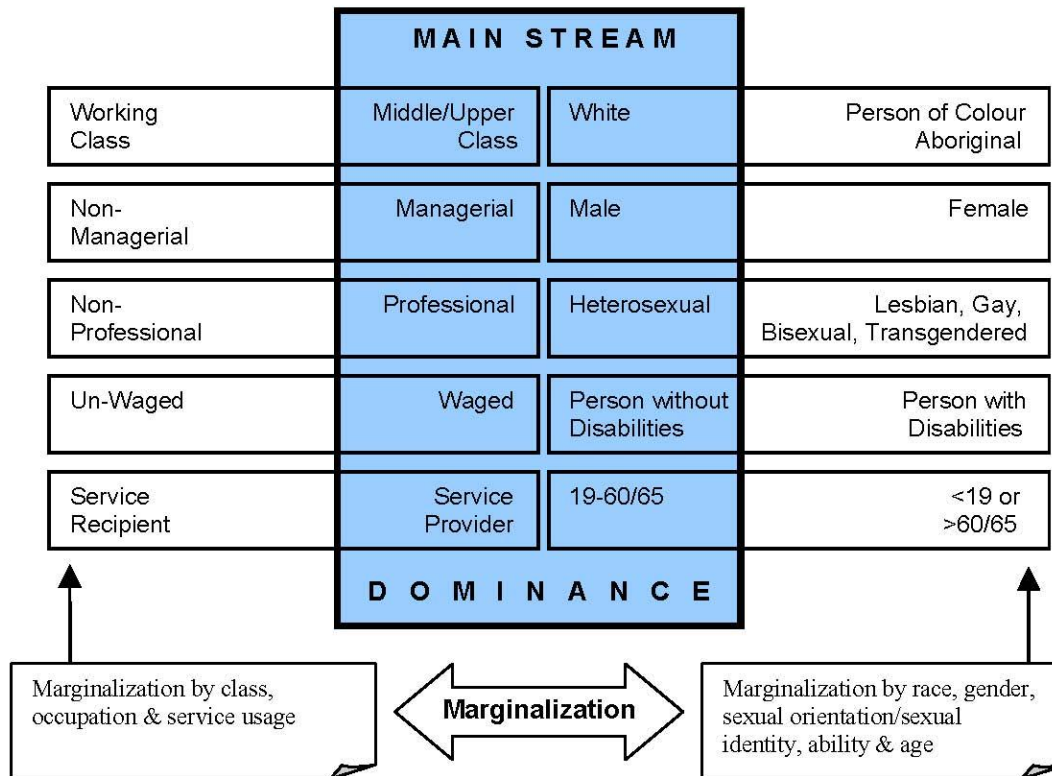 MAIN STREAM
Working
Class
Middle/Upper
Class
White
Person of Colour
Aboriginal
Non-
Managerial
Managerial
Male
Female
Non-
Professional
Professional
Heterosexual
Lesbian, Gay,
Bisexual, Transgendered
Un-Waged
Waged
Person without
Disabilities
Person with
Disabilities
Service
Recipient
Service
Provider
19-60/65
<19 or
>60/65
DOMINANCE
Marginalization by class,
occupation & service usage
Marginalization
Marginalization by race, gender,
sexual orientation/sexual
identity, ability & age